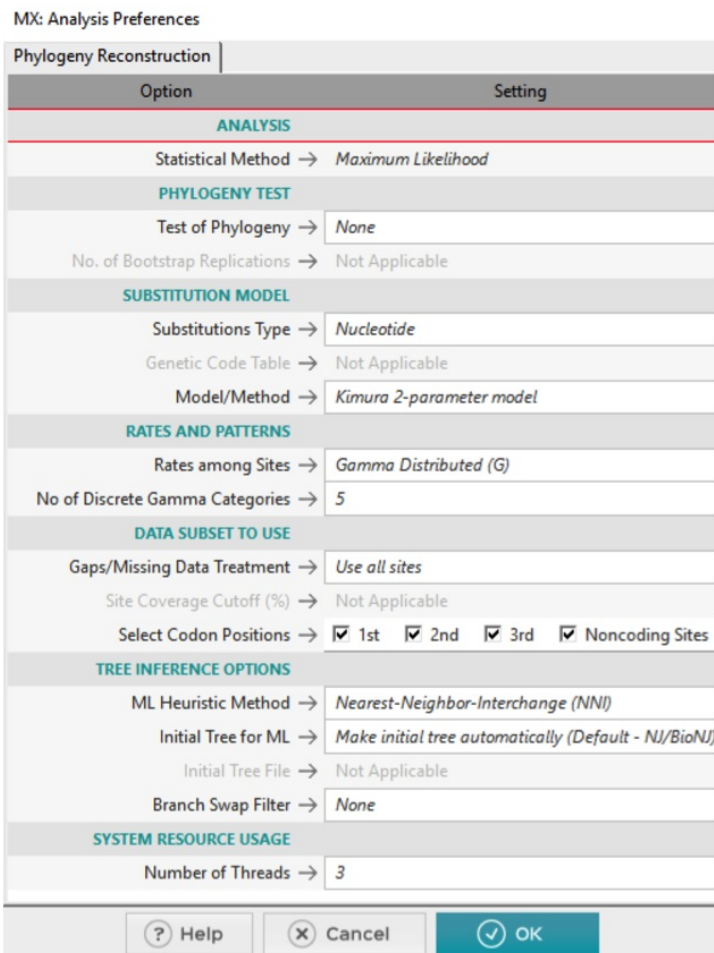 MX: Analysis Preferences
Phylogeny Reconstruction
Option Setting
ANALYSIS
Statistical Method → Maximum Likelihood
PHYLOGENY TEST
Test of Phylogeny → None
No. of Bootstrap Replications → Not Applicable
SUBSTITUTION MODEL
Substitutions Type → Nucleotide
Genetic Code Table → Not Applicable
Model/Method → Kimura 2-parameter model
RATES AND PATTERNS
Rates among Sites → Gamma Distributed (G)
No of Discrete Gamma Categories → 5
DATA SUBSET TO USE
Gaps/Missing Data Treatment → Use all sites
Site Coverage Cutoff (%) → Not Applicable
Select Codon Positions → 1st 2nd 3rd Noncoding Sites
TREE INFERENCE OPTIONS
ML Heuristic Method → Nearest-Neighbor-Interchange (NNI)
Initial Tree for ML → Make initial tree automatically (Default - NJ/BioNJ)
Initial Tree File → Not Applicable
Branch Swap Filter → None
SYSTEM RESOURCE USAGE
Number of Threads → 3
? Help X Cancel OK